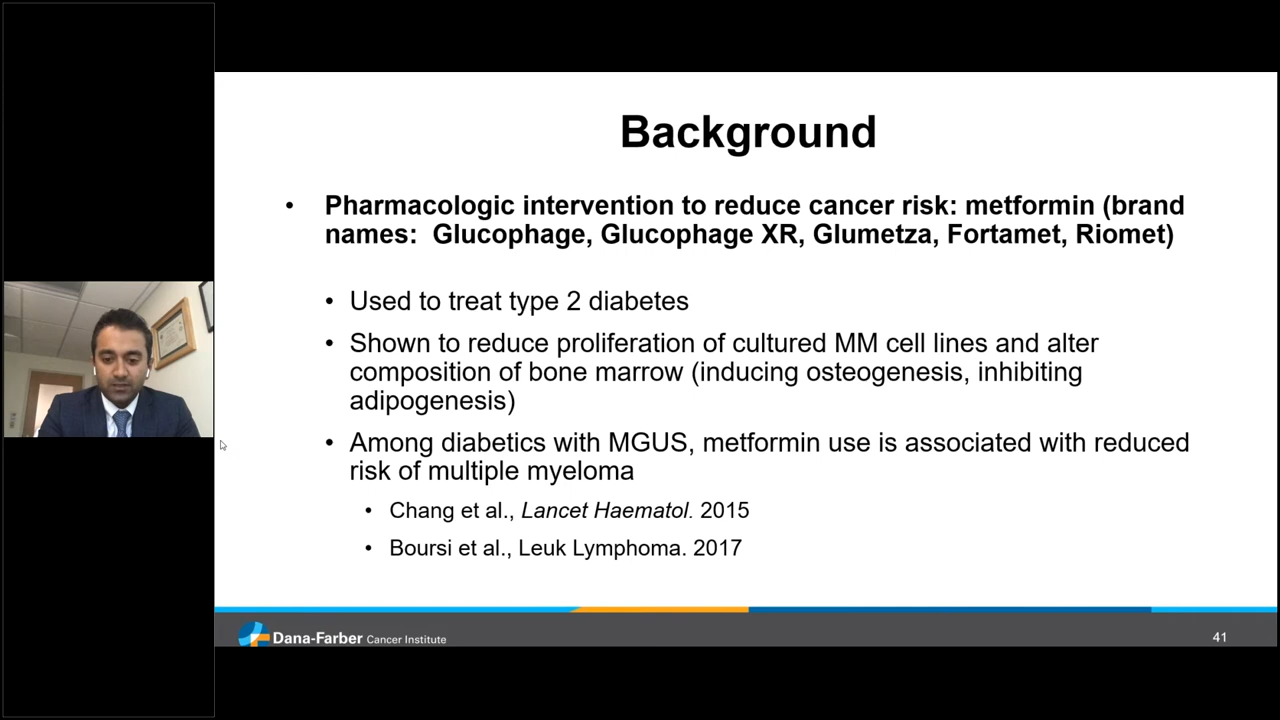 Background
• Pharmacologic intervention to reduce cancer risk: metformin (brand
names:  Glucophage, Glucophage XR, Glumetza, Fortamet, Riomet)
• Used to treat type 2 diabetes
• Shown to reduce proliferation of cultured MM cell lines and alter
composition of bone marrow (inducing osteogenesis, inhibiting
adipogenesis)
• Among diabetics with MGUS, metformin use is associated with reduced
risk of multiple myeloma
• Chang et al., Lancet Haematol. 2015
• Boursi et al., Leuk Lymphoma. 2017
Dana-Farber Cancer Institute
41